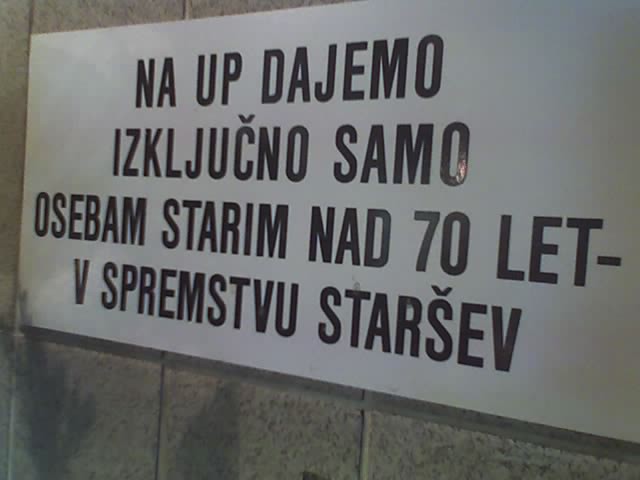 NA UP DAJEMO
IZKLJUČNO SAMO
OSEBAM STARIM NAD 70 LET-
V SPREMSTVU STARŠEV